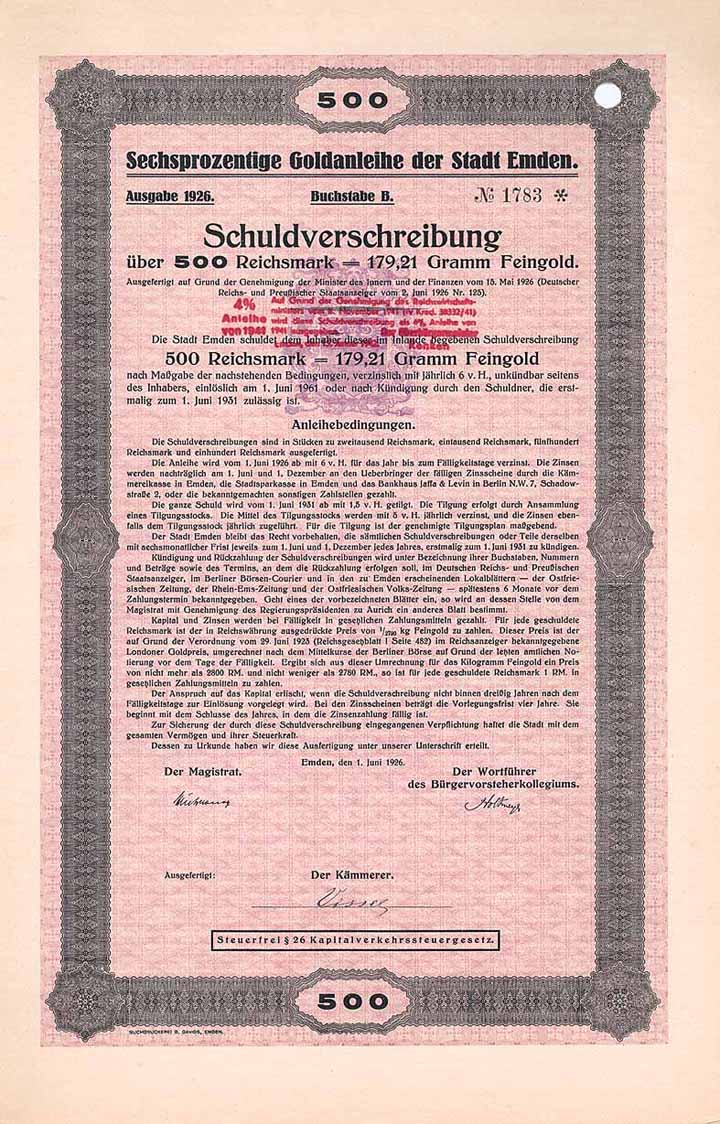 500
Sechsprozentige Goldanleihe der Stadt Emden.
Ausgabe 1926. Buchstabe B. № 1783 *
Schuldverschreibung
über 500 Reichsmark = 179,21 Gramm Feingold.
Ausgefertigt auf Grund der Genehmigung der Minister des Innern und der Finanzen vom 15. Mai 1926 (Deutscher
Reichs- und Preußischer Staatsanzeiger vom 2. Juni 1926 Nr. 125).
4% Auf Grund der Genehmigung des Reichswirtschafts-
ministers vom 8. November 1941 (IV Kred. 38332/41)
Anleihe wird diese Schuldverschreibung als 4% Anleihe von
von 1941 1941
Die Stadt Emden schuldet dem Inhaber dieser im Inlande begebenen Schuldverschreibung
500 Reichsmark = 179,21 Gramm Feingold
nach Maßgabe der nachstehenden Bedingungen, verzinslich mit jährlich 6 v. H., unkündbar seitens
des Inhabers, einlöslich am 1. Juni 1961 oder nach Kündigung durch den Schuldner, die erst-
malig zum 1. Juni 1931 zulässig ist.
Anleihebedingungen.
Die Schuldverschreibungen sind in Stücken zu zweitausend Reichsmark, eintausend Reichsmark, fünfhundert
Reichsmark und einhundert Reichsmark ausgefertigt.
Die Anleihe wird vom 1. Juni 1926 ab mit 6 v. H. für das Jahr bis zum Fälligkeitstage verzinst. Die Zinsen
werden nachträglich am 1. Juni und 1. Dezember an den Ueberbringer der fälligen Zinsscheine durch die Käm-
mereikasse in Emden, die Stadtsparkasse in Emden und das Bankhaus Jaffa & Levin in Berlin N.W. 7, Schadow-
straße 2, oder die bekanntgemachten sonstigen Zahlstellen gezahlt.
Die ganze Schuld wird vom 1. Juni 1931 ab mit 1,5 v. H. getilgt. Die Tilgung erfolgt durch Ansammlung
eines Tilgungsstocks. Die Mittel des Tilgungsstocks werden mit 5 v. H. jährlich verzinst, und die Zinsen eben-
falls dem Tilgungsstock jährlich zugeführt. Für die Tilgung ist der genehmigte Tilgungsplan maßgebend.
Der Stadt Emden bleibt das Recht vorbehalten, die sämtlichen Schuldverschreibungen oder Teile derselben
mit sechsmonatlicher Frist jeweils zum 1. Juni und 1. Dezember jedes Jahres, erstmalig zum 1. Juni 1931 zu kündigen.
Kündigung und Rückzahlung der Schuldverschreibungen wird unter Bezeichnung ihrer Buchstaben, Nummern
und Beträge sowie des Termins, an dem die Rückzahlung erfolgen soll, im Deutschen Reichs- und Preußischen
Staatsanzeiger, im Berliner Börsen-Courier und in den zu Emden erscheinenden Lokalblättern — der Ostfrie-
sischen Zeitung, der Rhein-Ems-Zeitung und der Ostfriesischen Volks-Zeitung — spätestens 6 Monate vor dem
Zahlungstermin bekanntgegeben. Geht eines der vorbezeichneten Blätter ein, so wird an dessen Stelle von dem
Magistrat mit Genehmigung des Regierungspräsidenten zu Aurich ein anderes Blatt bestimmt.
Kapital und Zinsen werden bei Fälligkeit in gesetzlichen Zahlungsmitteln gezahlt. Für jede geschuldete
Reichsmark ist der in Reichswährung ausgedrückte Preis von 1/2790 kg Feingold zu zahlen. Dieser Preis ist der
auf Grund der Verordnung vom 29. Juni 1923 (Reichsgesetzblatt I Seite 482) im Reichsanzeiger bekanntgegebene
Londoner Goldpreis, umgerechnet nach dem Mittelkurse der Berliner Börse auf Grund der letzten amtlichen No-
tierung vor dem Tage der Fälligkeit. Ergibt sich aus dieser Umrechnung für das Kilogramm Feingold ein Preis
von nicht mehr als 2800 RM. und nicht weniger als 2780 RM., so ist für jede geschuldete Reichsmark 1 RM. in
gesetzlichen Zahlungsmitteln zu zahlen.
Der Anspruch auf das Kapital erlischt, wenn die Schuldverschreibung nicht binnen dreißig Jahren nach dem
Fälligkeitstage zur Einlösung vorgelegt wird. Bei den Zinsscheinen beträgt die Vorlegungsfrist vier Jahre. Sie
beginnt mit dem Schlusse des Jahres, in dem die Zinsenzahlung fällig ist.
Zur Sicherung der durch diese Schuldverschreibung eingegangenen Verpflichtung haftet die Stadt mit dem
gesamten Vermögen und ihrer Steuerkraft.
Dessen zu Urkunde haben wir diese Ausfertigung unter unserer Unterschrift erteilt.
Emden, den 1. Juni 1926.
Der Magistrat. Der Wortführer
des Bürgervorsteherkollegiums.
Ausgefertigt: Der Kämmerer.
Steuerfrei § 26 Kapitalverkehrssteuergesetz.
500
BUCHDRUCKEREI B. DAVIDS, EMDEN.